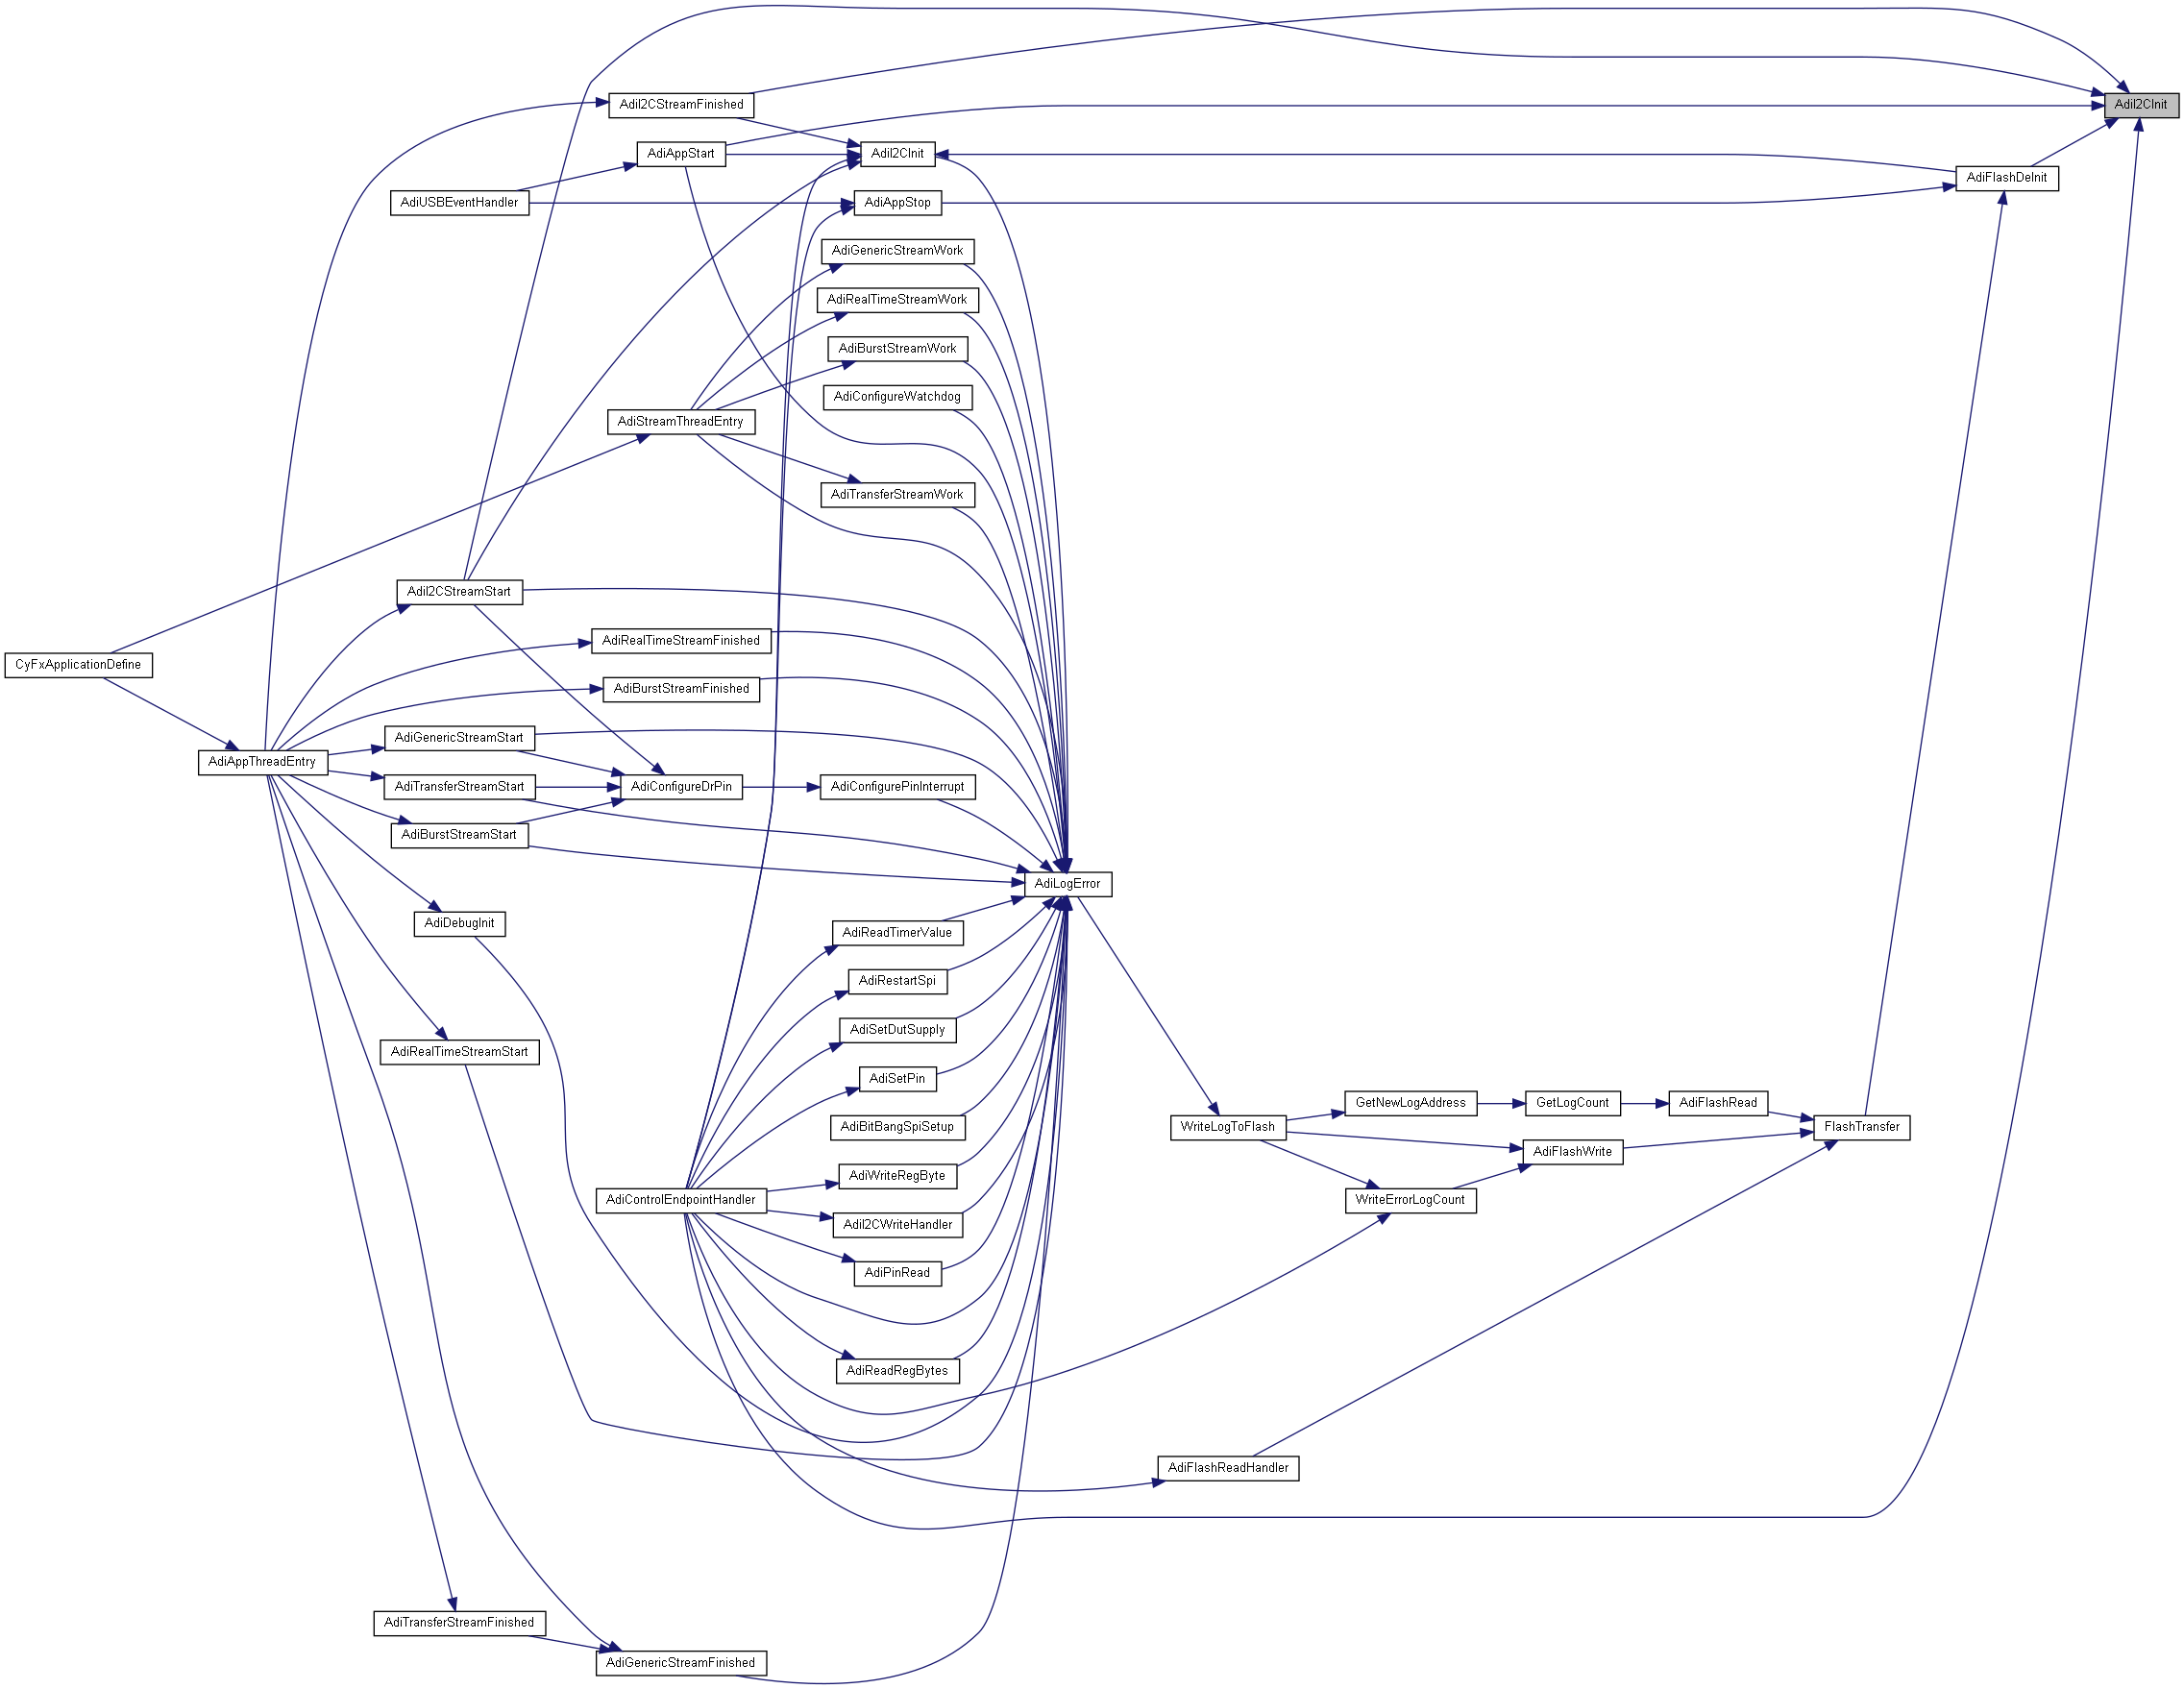 AdiI2CInit
AdiI2CStreamFinished
AdiAppStart
AdiI2CInit
AdiFlashDeInit
AdiUSBEventHandler
AdiAppStop
AdiGenericStreamWork
AdiRealTimeStreamWork
AdiBurstStreamWork
AdiConfigureWatchdog
AdiStreamThreadEntry
AdiTransferStreamWork
AdiI2CStreamStart
AdiRealTimeStreamFinished
CyFxApplicationDefine
AdiBurstStreamFinished
AdiGenericStreamStart
AdiAppThreadEntry
AdiTransferStreamStart
AdiConfigureDrPin
AdiConfigurePinInterrupt
AdiBurstStreamStart
AdiLogError
AdiDebugInit
AdiReadTimerValue
AdiRestartSpi
AdiSetDutSupply
AdiRealTimeStreamStart
AdiSetPin
GetNewLogAddress
GetLogCount
AdiFlashRead
AdiBitBangSpiSetup
WriteLogToFlash
FlashTransfer
AdiFlashWrite
AdiWriteRegByte
AdiControlEndpointHandler
WriteErrorLogCount
AdiI2CWriteHandler
AdiPinRead
AdiReadRegBytes
AdiFlashReadHandler
AdiTransferStreamFinished
AdiGenericStreamFinished